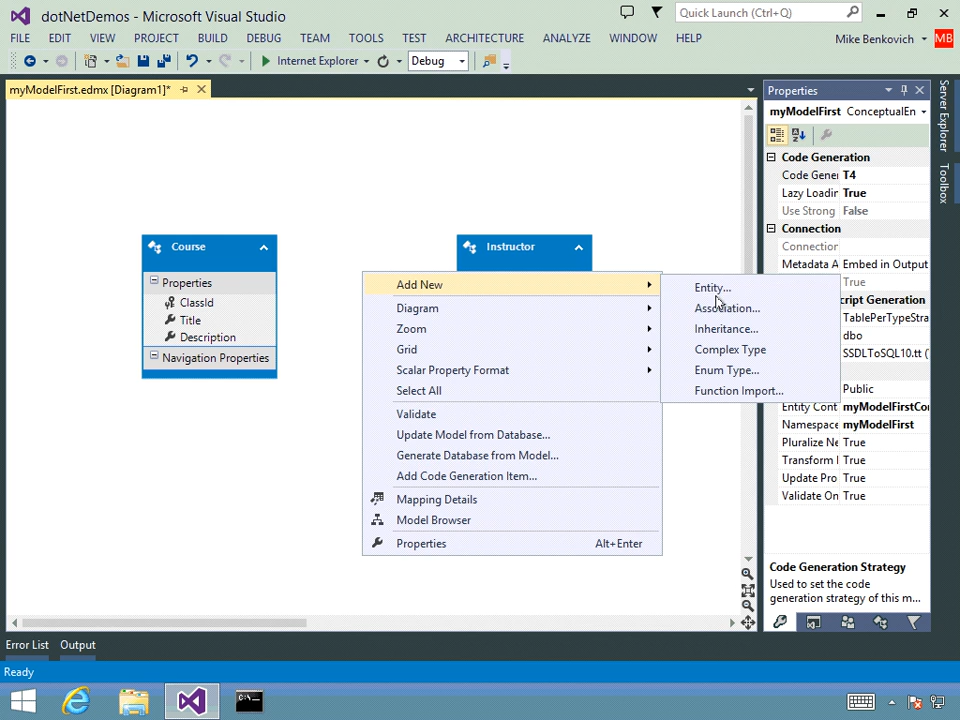 dotNetDemos - Microsoft Visual Studio
Quick Launch (Ctrl+Q)
FILE EDIT VIEW PROJECT BUILD DEBUG TEAM TOOLS TEST ARCHITECTURE ANALYZE WINDOW HELP
Mike Benkovich MB
Internet Explorer Debug
myModelFirst.edmx [Diagram1]*
Properties
myModelFirst ConceptualEn
Code Generation
Code Gener T4
Lazy Loadin True
Use Strong False
Connection
Connection
Metadata A Embed in Output
True
cript Generation
TablePerTypeStra
dbo
SSDLToSQL10.tt (
Public
Entity Cont myModelFirstCon
Namespace myModelFirst
Pluralize Ne True
Transform True
Update Pro True
Validate On True
Code Generation Strategy
Used to set the code
generation strategy of this m...
Server Explorer
Toolbox
Course
Properties
ClassId
Title
Description
Navigation Properties
Instructor
Add New
Diagram
Zoom
Grid
Scalar Property Format
Select All
Validate
Update Model from Database...
Generate Database from Model...
Add Code Generation Item...
Mapping Details
Model Browser
Properties Alt+Enter
Entity...
Association...
Inheritance...
Complex Type
Enum Type...
Function Import...
Error List Output
Ready